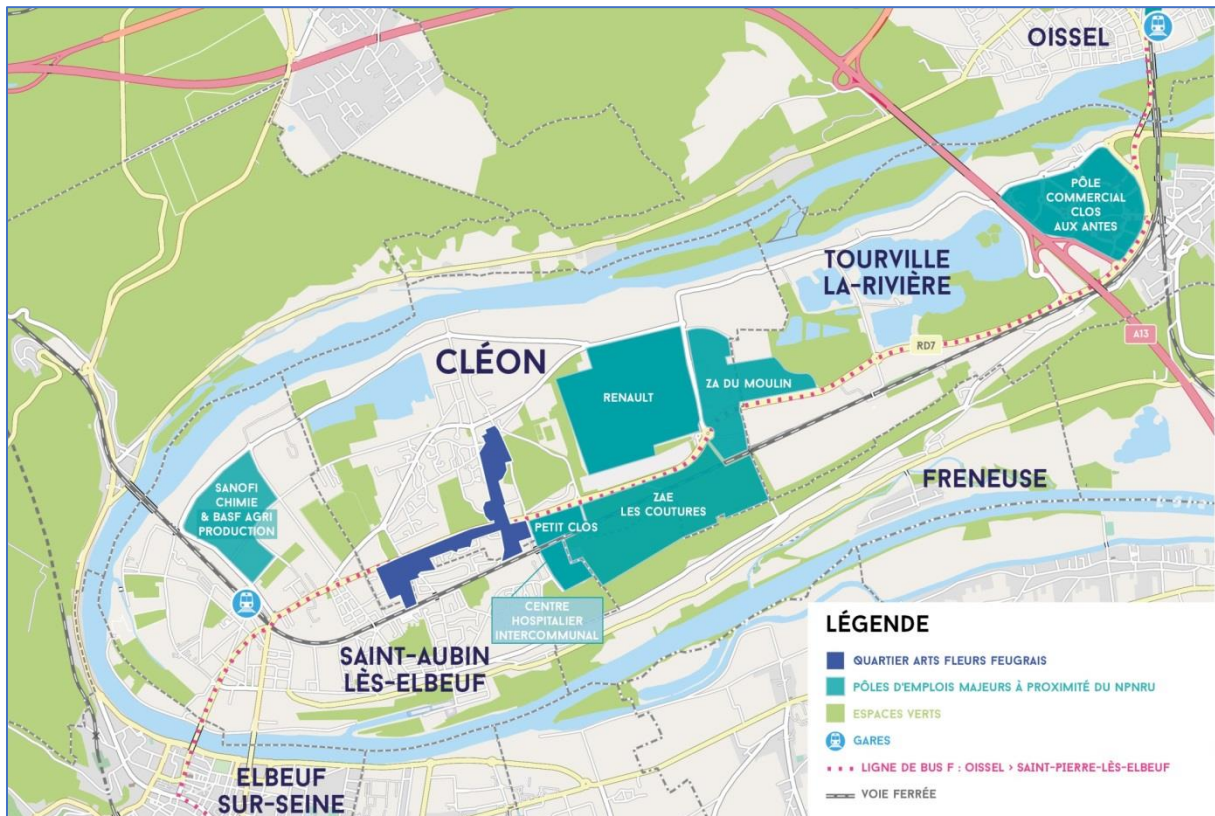 OISSEL
PÔLE
COMMERCIAL
CLOS
AUX ANTES
TOURVILLE
LA-RIVIÈRE
A13
RD7
CLÉON
RENAULT
ZA DU MOULIN
FRENEUSE
SANOFI
CHIMIE
& BASF AGRI
PRODUCTION
ZAE
LES COUTURES
PETIT CLOS
CENTRE
HOSPITALIER
INTERCOMMUNAL
SAINT-AUBIN
LÈS-ELBEUF
ELBEUF
SUR-SEINE
LÉGENDE
QUARTIER ARTS FLEURS FEUGRAIS
PÔLES D'EMPLOIS MAJEURS À PROXIMITÉ DU NPNRU
ESPACES VERTS
GARES
LIGNE DE BUS F : OISSEL > SAINT-PIERRE-LÈS-ELBEUF
VOIE FERRÉE